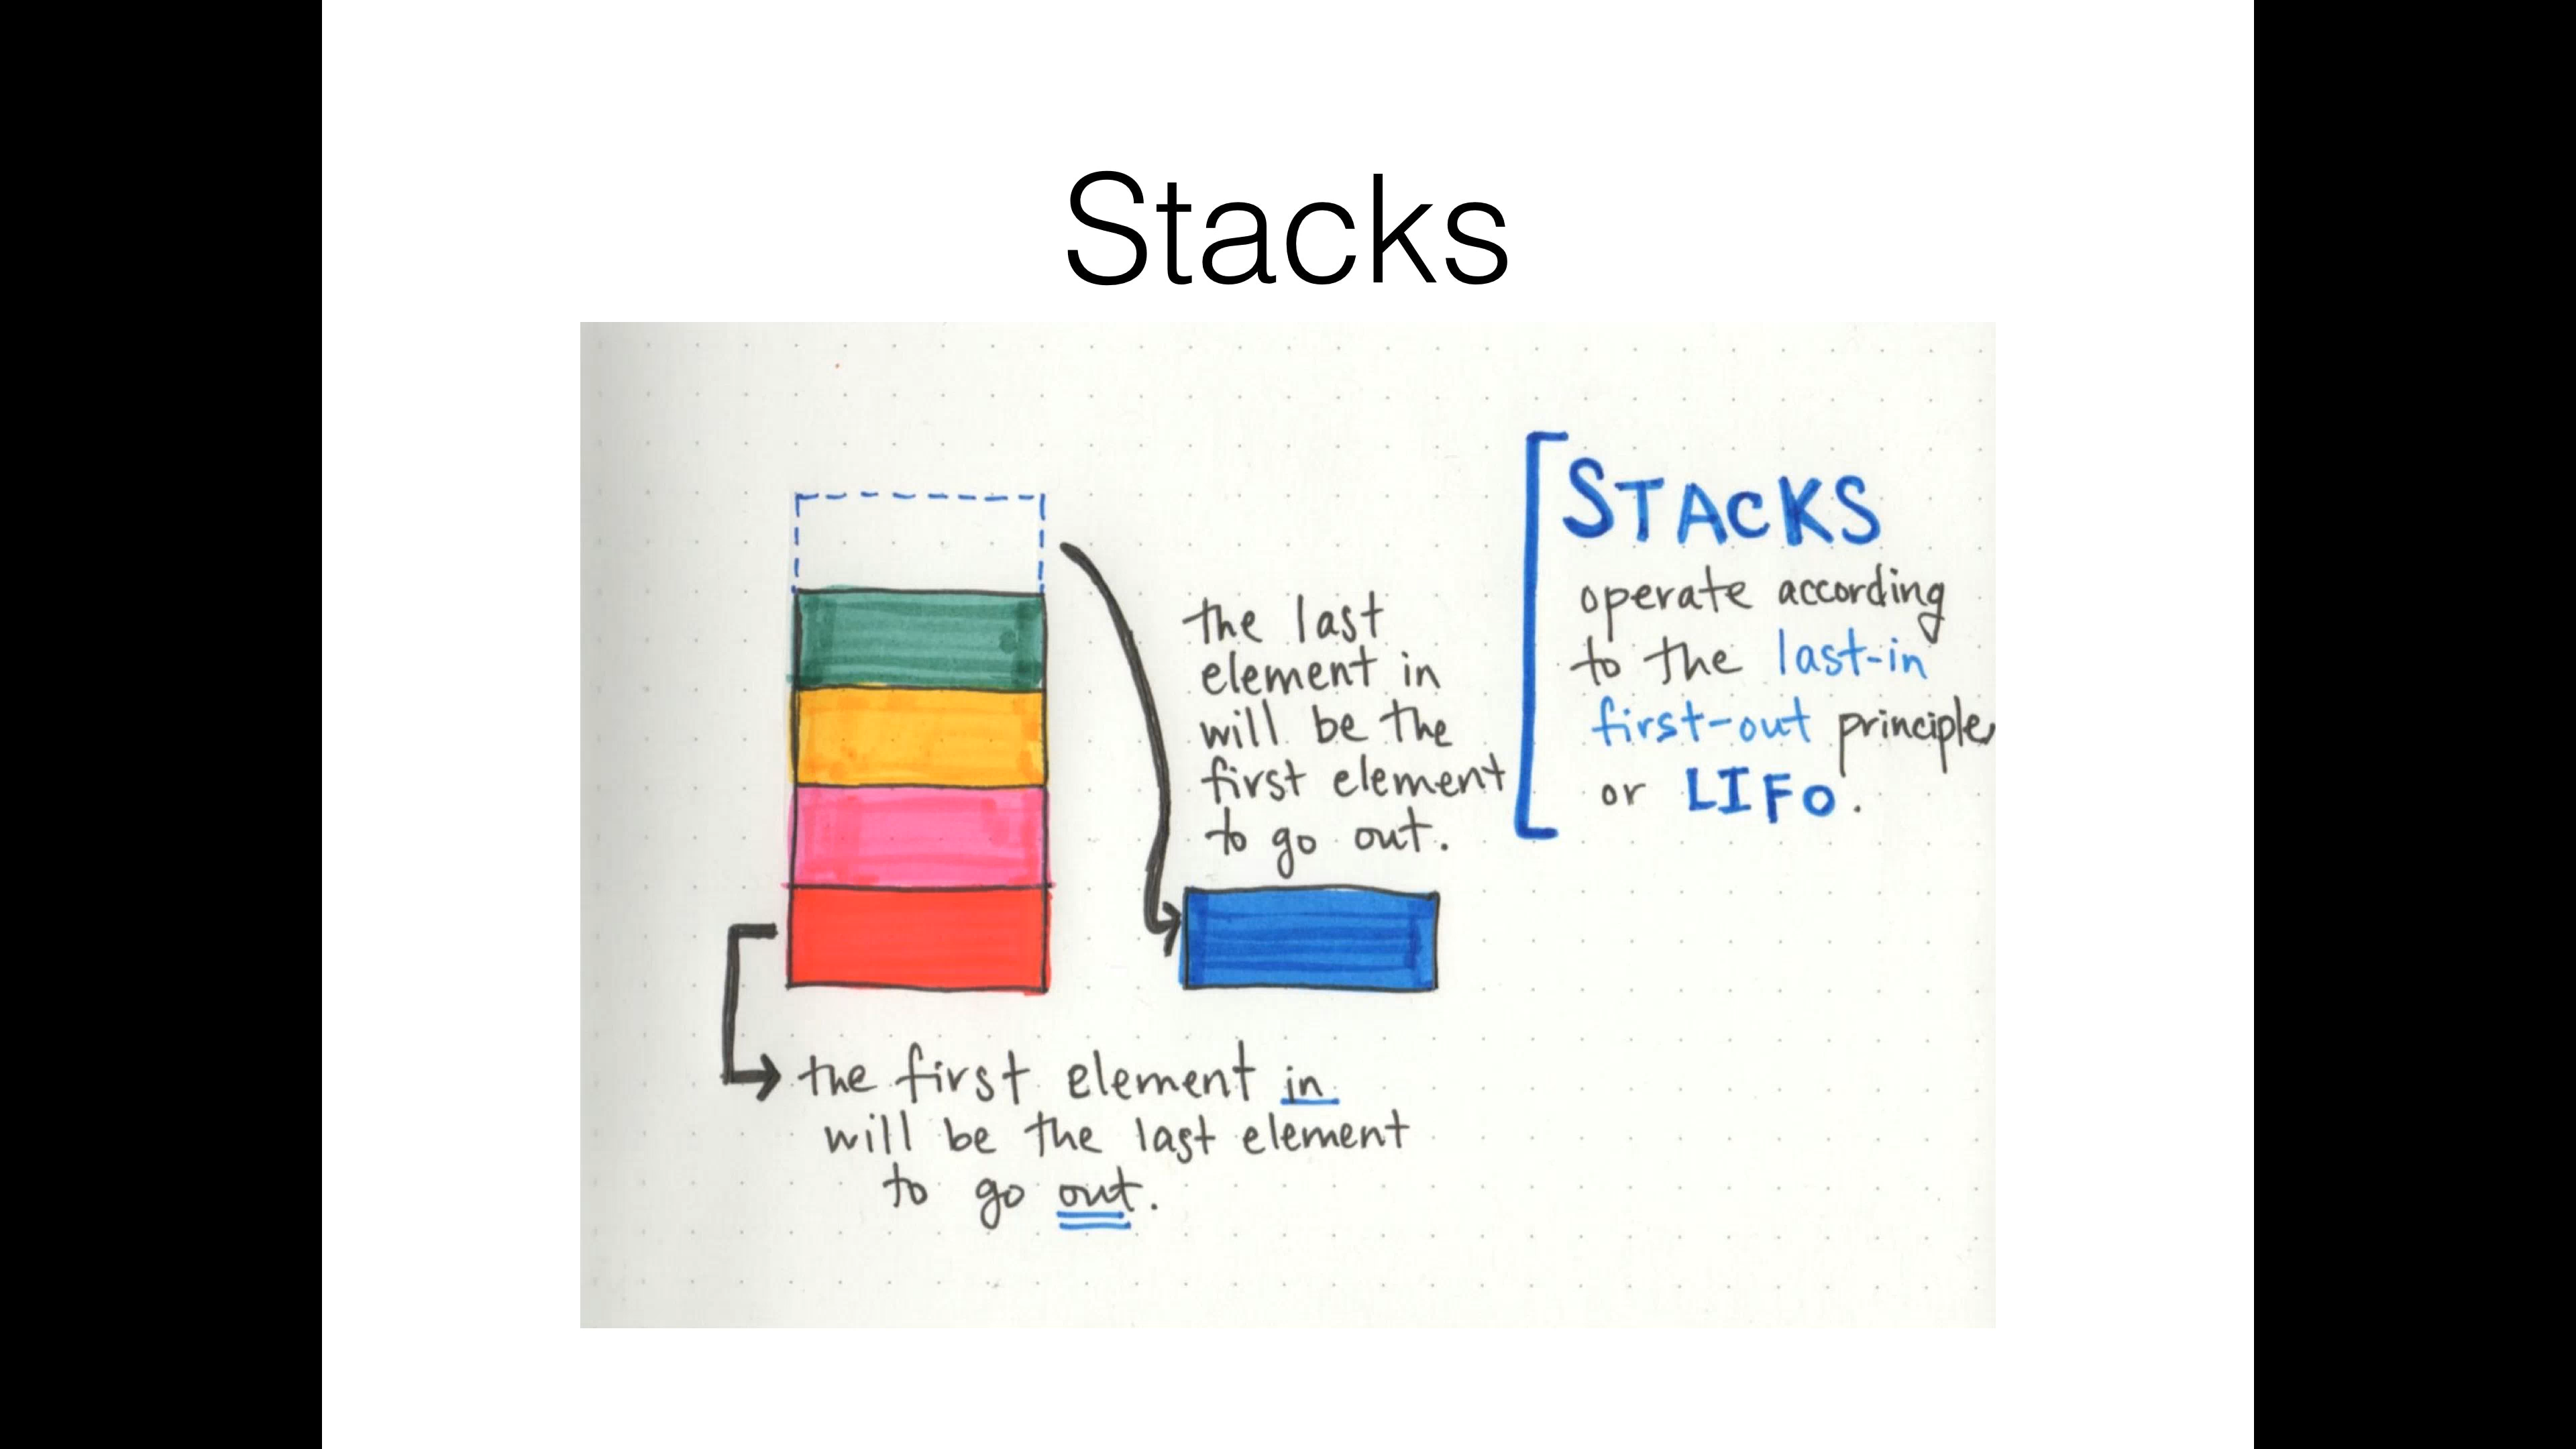 Stacks
STACKS
operate according
to the last-in
first-out principle,
or LIFO.
the last
element in
will be the
first element
to go out.
the first element in
will be the last element
to go out.